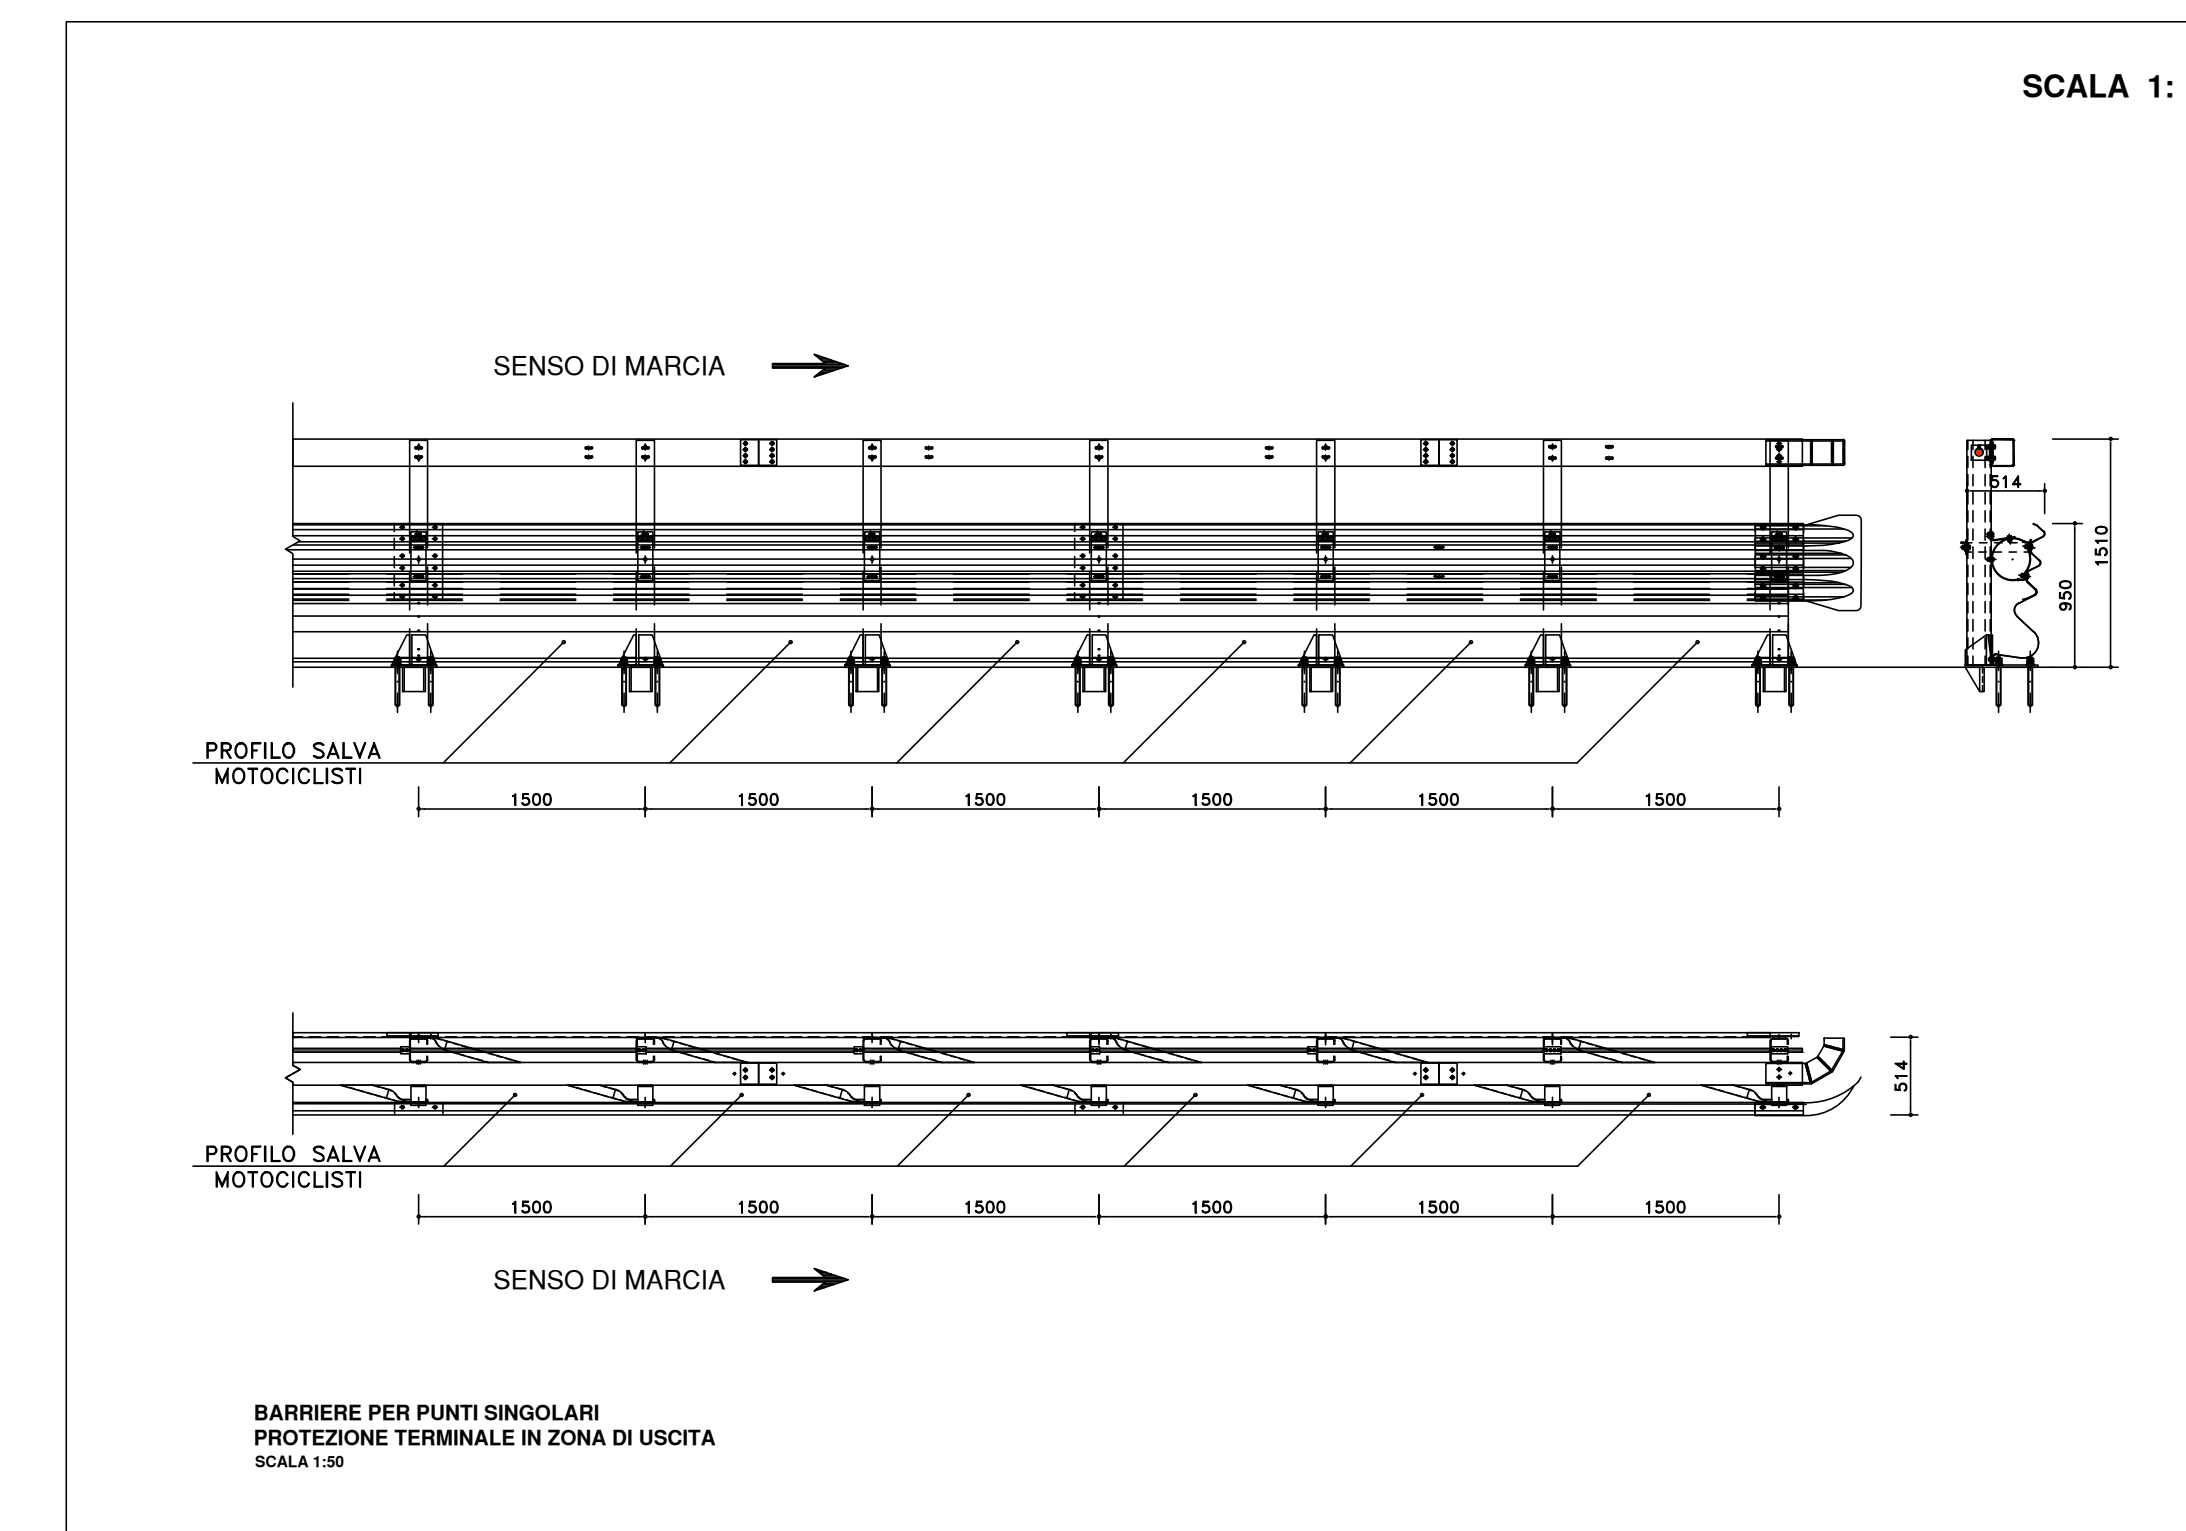 SCALA 1:
SENSO DI MARCIA
514
1510
950
PROFILO SALVA
MOTOCICLISTI
1500 1500 1500 1500 1500 1500
514
PROFILO SALVA
MOTOCICLISTI
1500 1500 1500 1500 1500 1500
SENSO DI MARCIA
BARRIERE PER PUNTI SINGOLARI
PROTEZIONE TERMINALE IN ZONA DI USCITA
SCALA 1:50